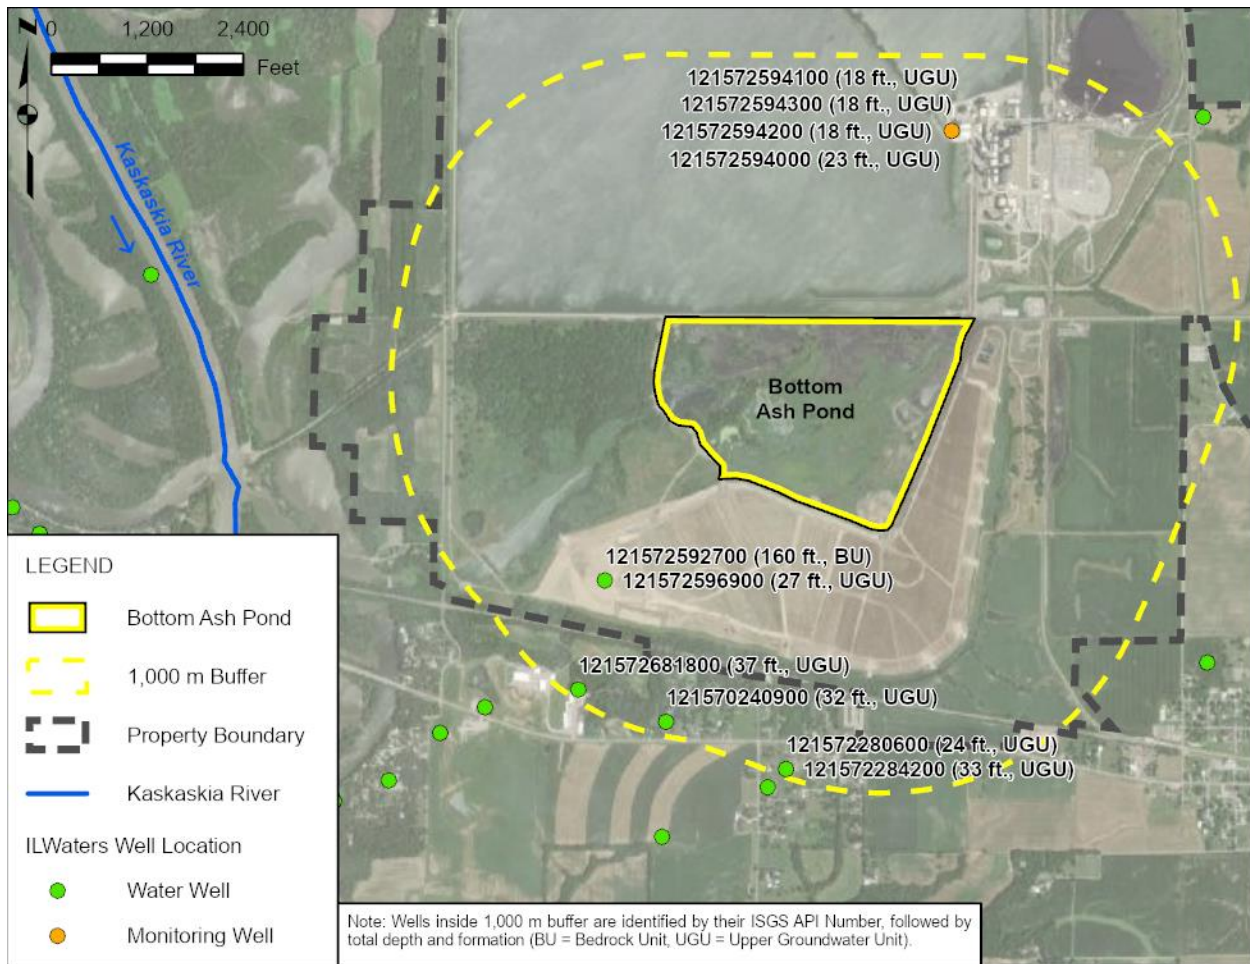 N
0 1,200 2,400
Feet
Kaskaskia River
121572594100 (18 ft., UGU)
121572594300 (18 ft., UGU)
121572594200 (18 ft., UGU)
121572594000 (23 ft., UGU)
Bottom
Ash Pond
121572592700 (160 ft., BU)
121572596900 (27 ft., UGU)
121572681800 (37 ft., UGU)
121570240900 (32 ft., UGU)
121572280600 (24 ft., UGU)
121572284200 (33 ft., UGU)
LEGEND
Bottom Ash Pond
1,000 m Buffer
Property Boundary
Kaskaskia River
ILWaters Well Location
Water Well
Monitoring Well
Note: Wells inside 1,000 m buffer are identified by their ISGS API Number, followed by
total depth and formation (BU = Bedrock Unit, UGU = Upper Groundwater Unit).